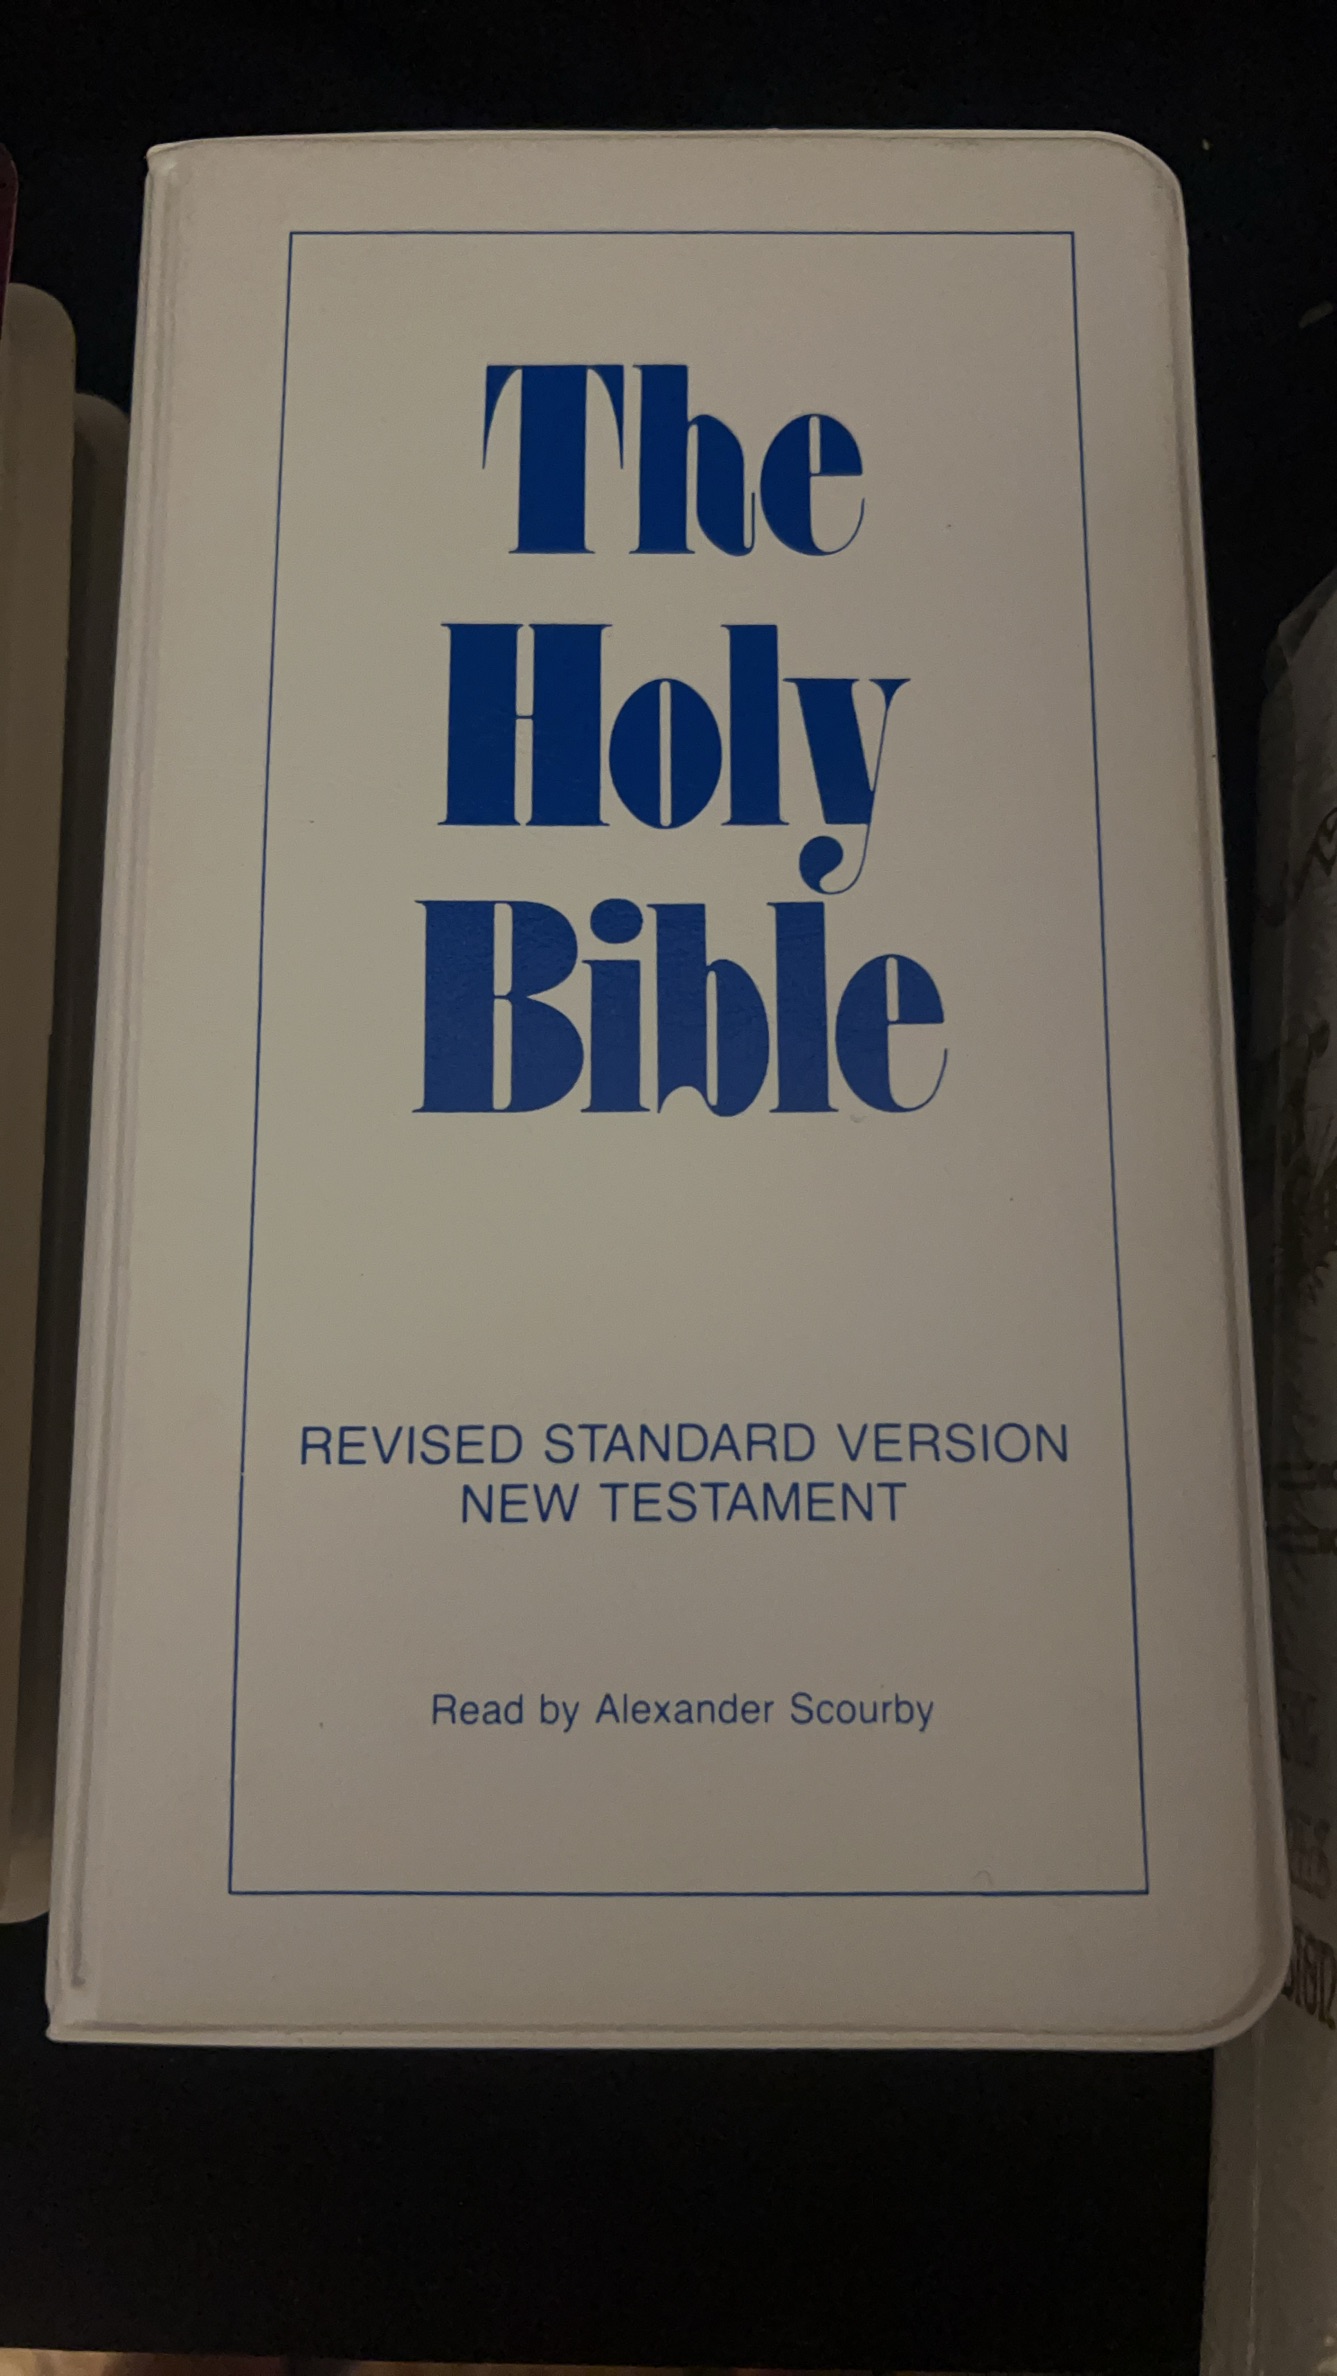 The
Holy
Bible
REVISED STANDARD VERSION
NEW TESTAMENT
Read by Alexander Scourby